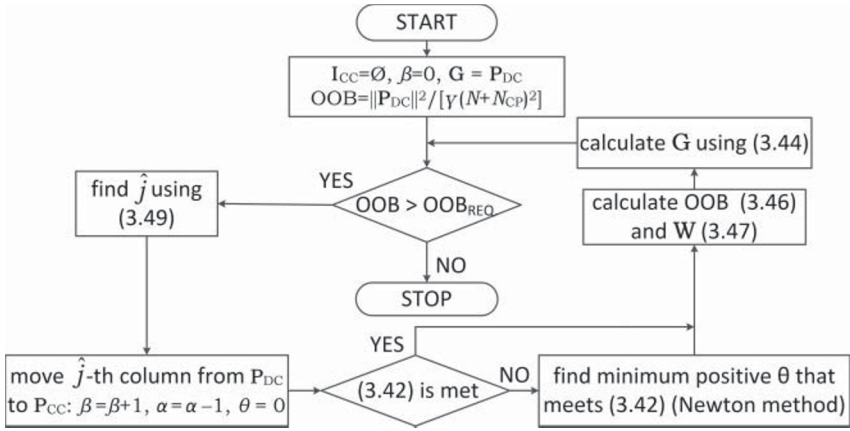 START
I_CC=Ø, β=0, G = P_DC
OOB=||P_DC||²/[γ(N+N_CP)²]
calculate G using (3.44)
YES
find ĵ using
(3.49)
OOB > OOB_REQ
calculate OOB (3.46)
and W (3.47)
NO
STOP
YES
move ĵ-th column from P_DC
to P_CC: β=β+1, α=α−1, θ = 0
(3.42) is met
NO
find minimum positive θ that
meets (3.42) (Newton method)